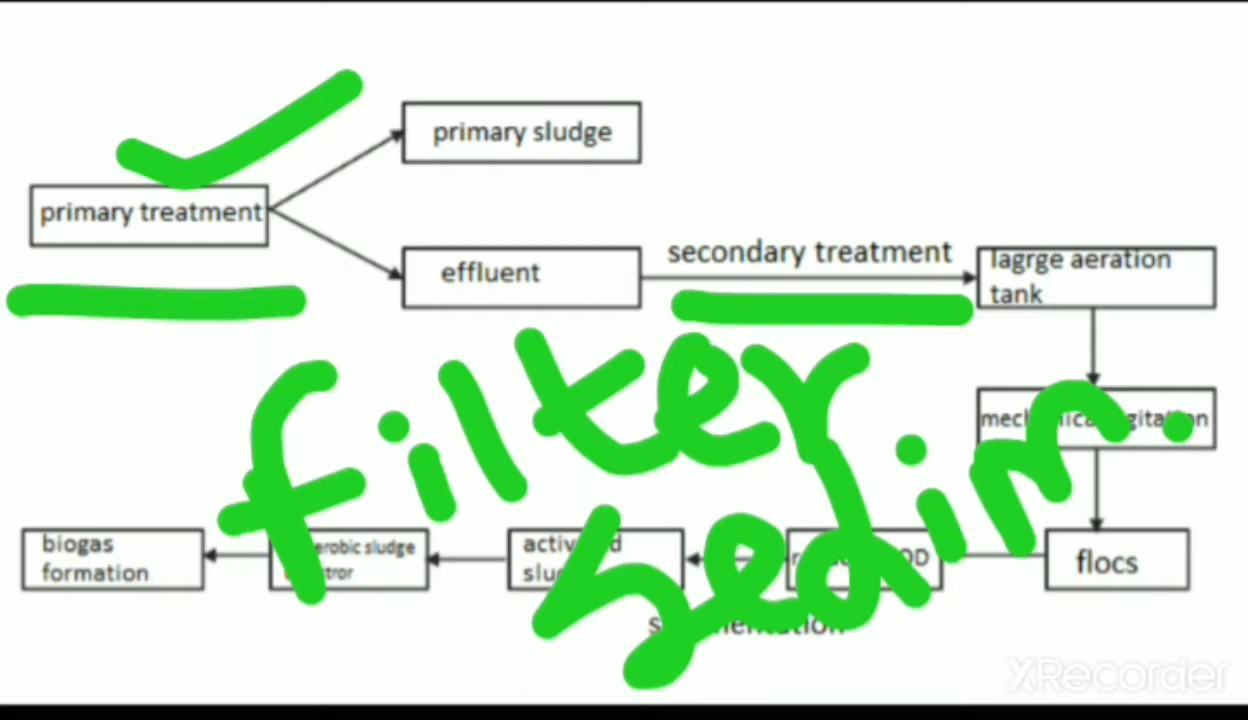 primary sludge
primary treatment
effluent
secondary treatment
lagrge aeration
tank
filter
sedim.
flocs
biogas
formation
XRecorder